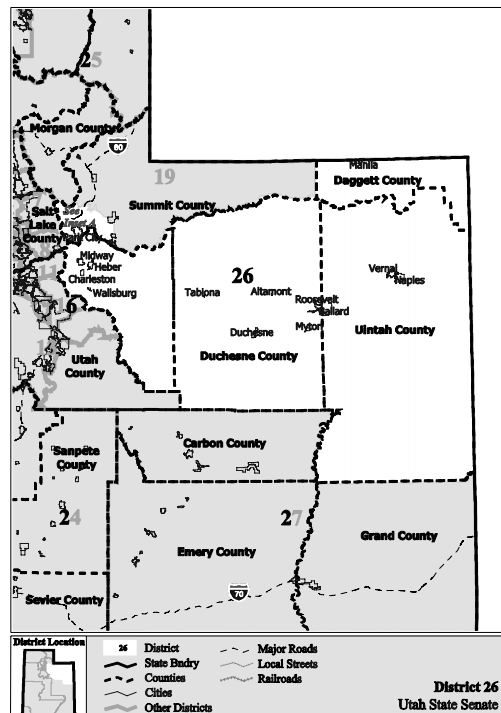 25
Morgan County
80
19
Summit County
Manila
Daggett County
Salt
Lake
County
See
Inset
Park City
Midway
Heber
Charleston
Wallsburg
26
Tabiona
Altamont
Roosevelt
Ballard
Myton
Duchesne
Duchesne County
Vernal
Naples
Uintah County
Utah
County
Sanpete
County
Carbon County
24
27
Emery County
Grand County
Sevier County
70
District Location
26 District
State Bndry
Counties
Cities
Other Districts
Major Roads
Local Streets
Railroads
District 26
Utah State Senate